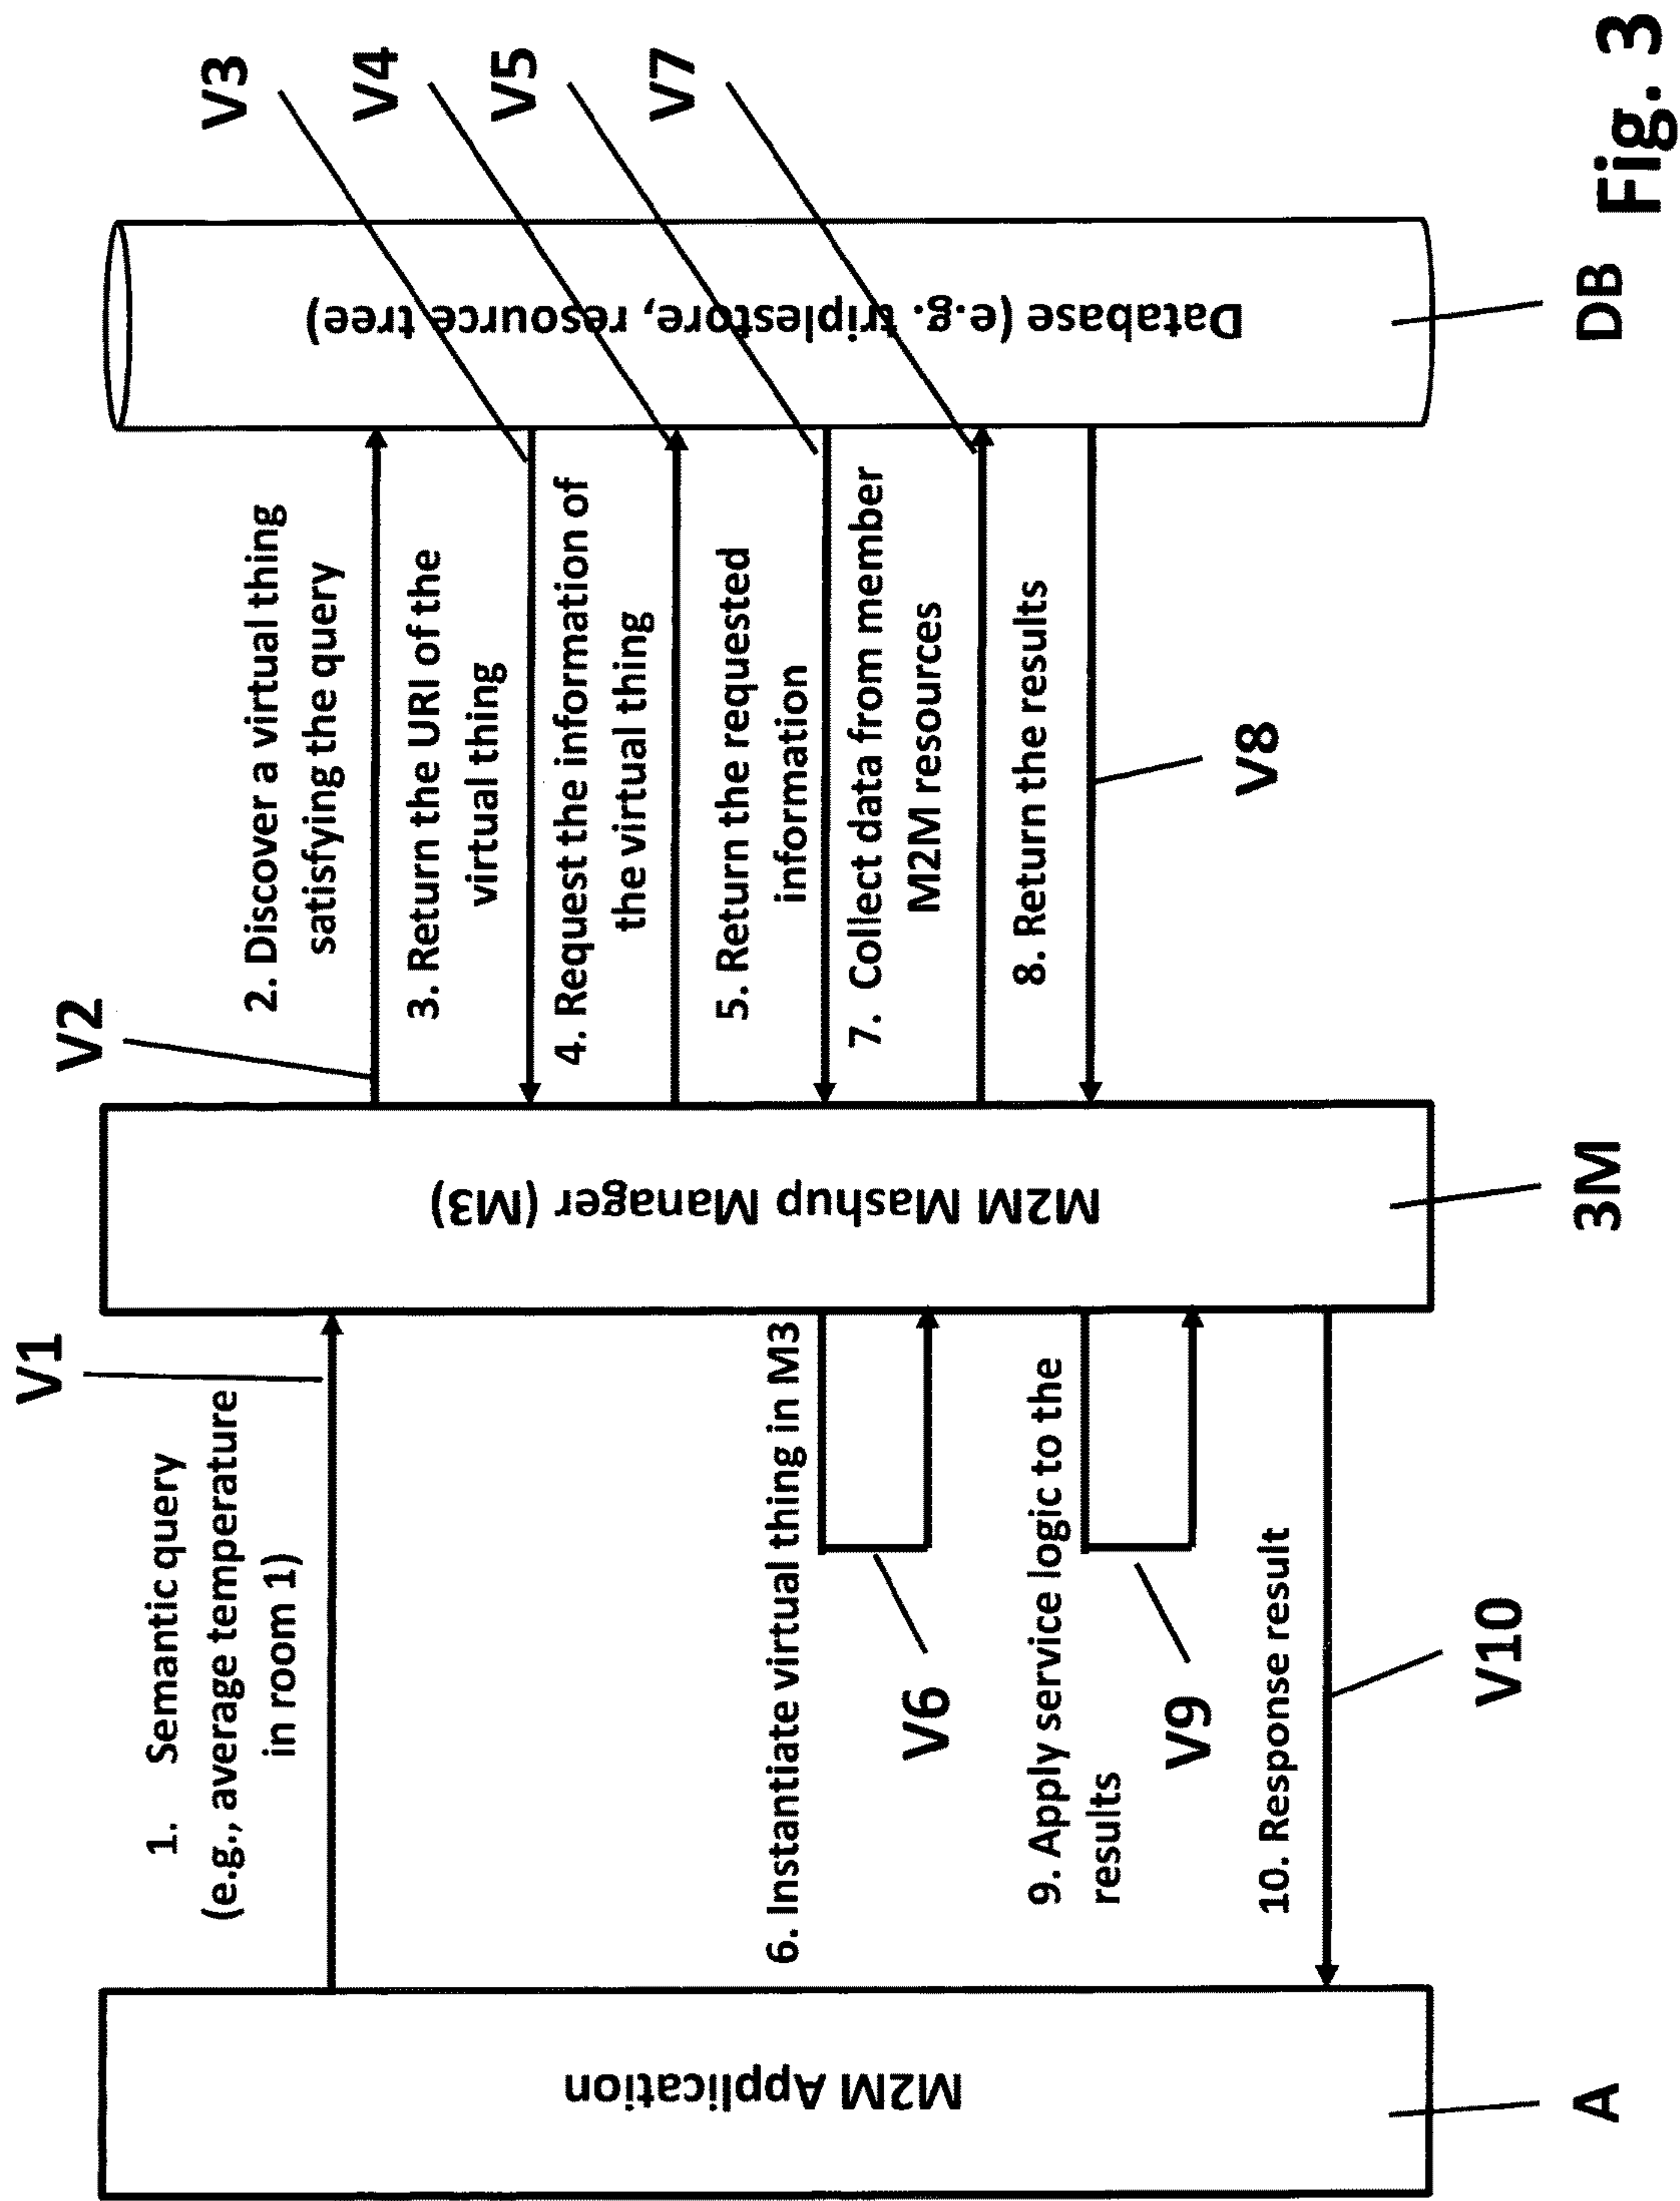 V1
V2
V3
V4
V5
V7
1. Semantic query
(e.g., average temperature
in room 1)
2. Discover a virtual thing
satisfying the query
3. Return the URI of the
virtual thing
4. Request the information of
the virtual thing
5. Return the requested
information
6. Instantiate virtual thing in M3
7. Collect data from member
M2M resources
8. Return the results
9. Apply service logic to the
results
10. Response result
V6
V8
V9
V10
M2M Application
M2M Mashup Manager (M3)
Database (e.g. triplestore, resource tree)
A
3M
DB
Fig. 3